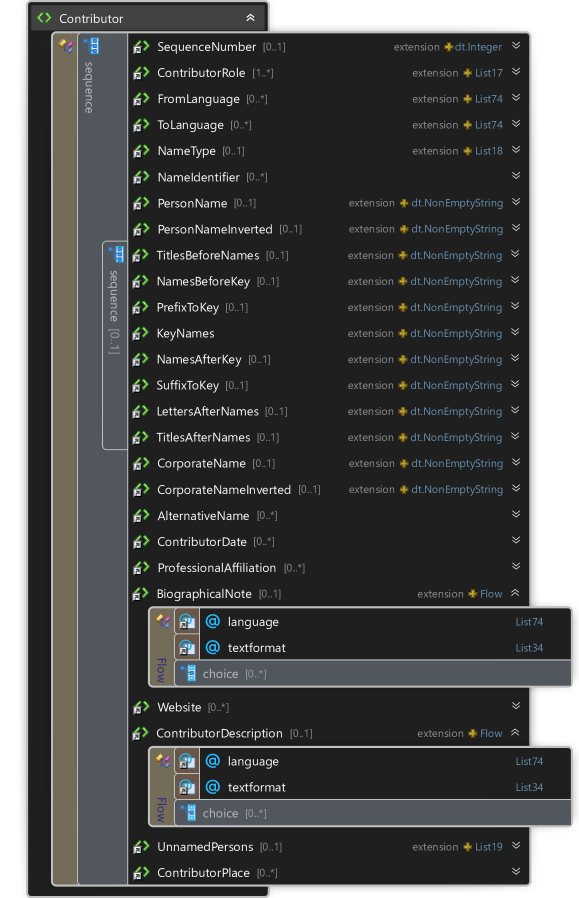 Contributor
sequence
SequenceNumber [0..1] extension dt.Integer
ContributorRole [1..*] extension List17
FromLanguage [0..*] extension List74
ToLanguage [0..*] extension List74
NameType [0..1] extension List18
NameIdentifier [0..*]
PersonName [0..1] extension dt.NonEmptyString
PersonNameInverted [0..1] extension dt.NonEmptyString
sequence [0..1]
TitlesBeforeNames [0..1] extension dt.NonEmptyString
NamesBeforeKey [0..1] extension dt.NonEmptyString
PrefixToKey [0..1] extension dt.NonEmptyString
KeyNames extension dt.NonEmptyString
NamesAfterKey [0..1] extension dt.NonEmptyString
SuffixToKey [0..1] extension dt.NonEmptyString
LettersAfterNames [0..1] extension dt.NonEmptyString
TitlesAfterNames [0..1] extension dt.NonEmptyString
CorporateName [0..1] extension dt.NonEmptyString
CorporateNameInverted [0..1] extension dt.NonEmptyString
AlternativeName [0..*]
ContributorDate [0..*]
ProfessionalAffiliation [0..*]
BiographicalNote [0..1] extension Flow
Flow
@ language List74
@ textformat List34
choice [0..*]
Website [0..*]
ContributorDescription [0..1] extension Flow
Flow
@ language List74
@ textformat List34
choice [0..*]
UnnamedPersons [0..1] extension List19
ContributorPlace [0..*]